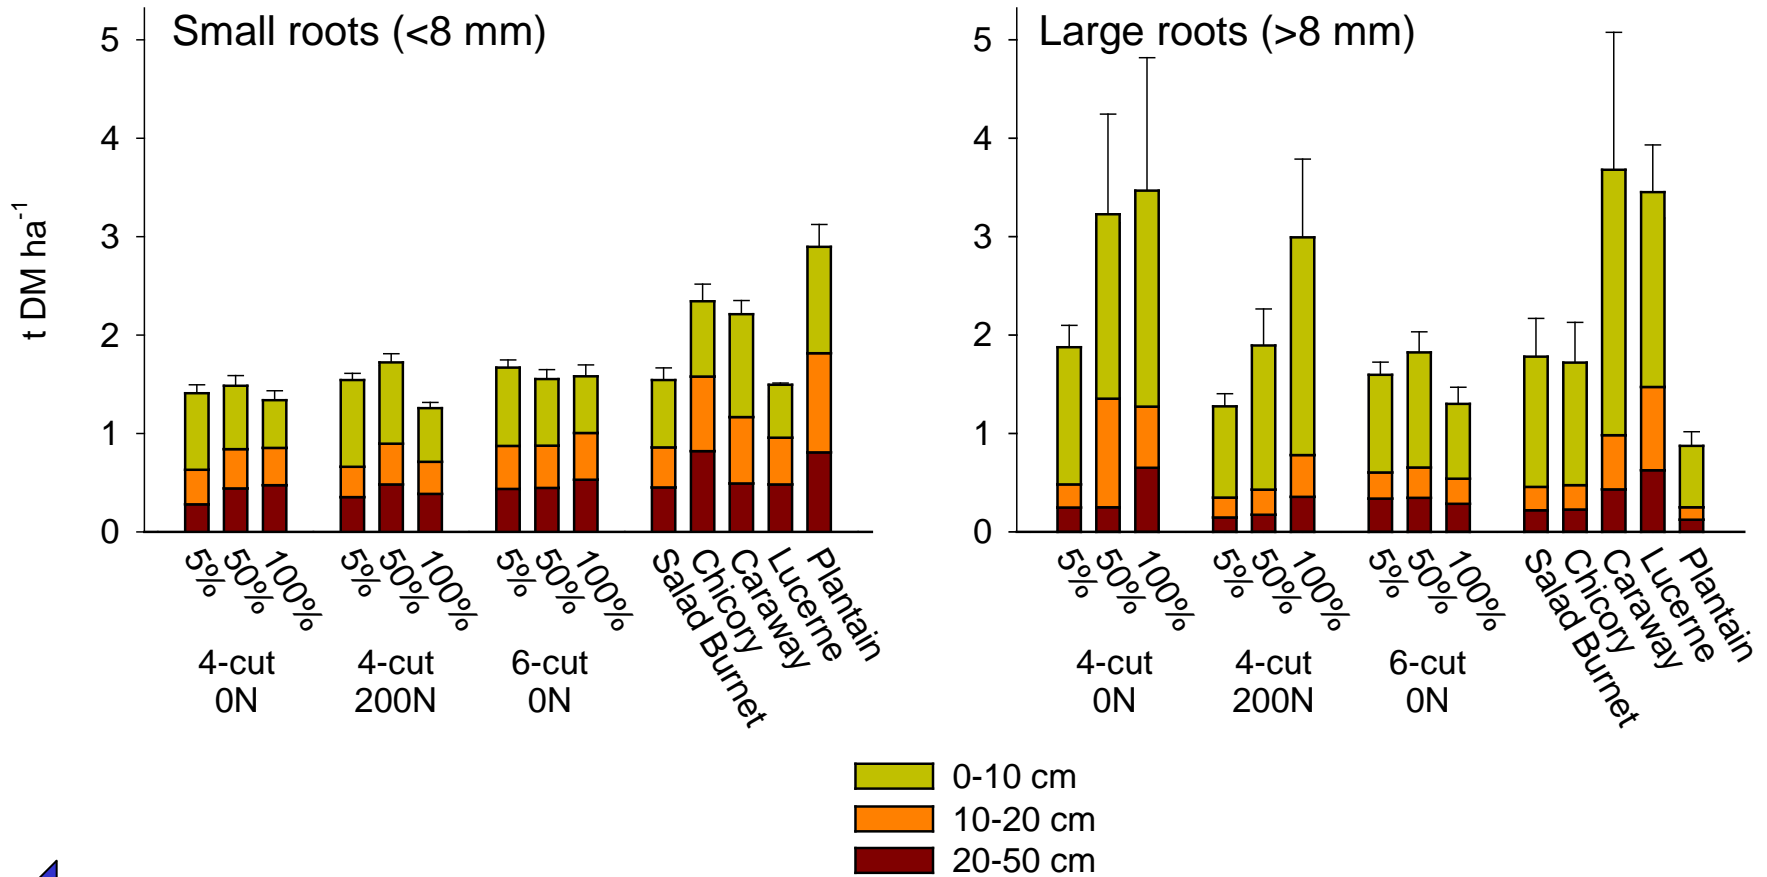 Small roots (<8 mm)
t DM ha⁻¹
5
4
3
2
1
0
5%
50%
100%
5%
50%
100%
5%
50%
100%
Salad Burnet
Chicory
Caraway
Lucerne
Plantain
4-cut
0N
4-cut
200N
6-cut
0N
Large roots (>8 mm)
5
4
3
2
1
0
5%
50%
100%
5%
50%
100%
5%
50%
100%
Salad Burnet
Chicory
Caraway
Lucerne
Plantain
4-cut
0N
4-cut
200N
6-cut
0N
0-10 cm
10-20 cm
20-50 cm